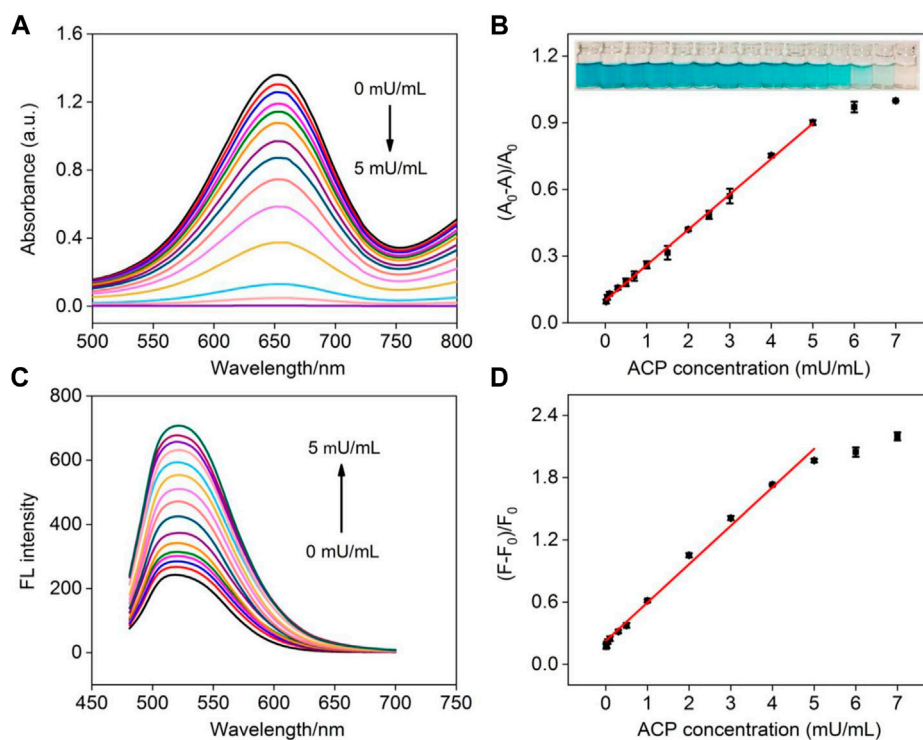 A
Absorbance (a.u.)
1.6
1.2
0.8
0.4
0.0
0 mU/mL
5 mU/mL
500 550 600 650 700 750 800
Wavelength/nm
B
(A₀-A)/A₀
1.2
0.9
0.6
0.3
0.0
0 1 2 3 4 5 6 7
ACP concentration (mU/mL)
C
FL intensity
800
600
400
200
0
5 mU/mL
0 mU/mL
450 500 550 600 650 700 750
Wavelength/nm
D
(F-F₀)/F₀
2.4
1.8
1.2
0.6
0.0
0 1 2 3 4 5 6 7
ACP concentration (mU/mL)